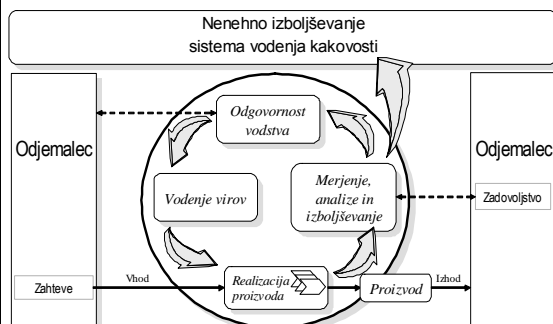 Nenehno izboljševanje
sistema vodenja kakovosti
Odgovornost
vodstva
Odjemalec
Odjemalec
Vodenje virov
Merjenje,
analize in
izboljševanje
Zadovoljstvo
Zahteve
Vhod
Realizacija
proizvoda
Proizvod
Izhod